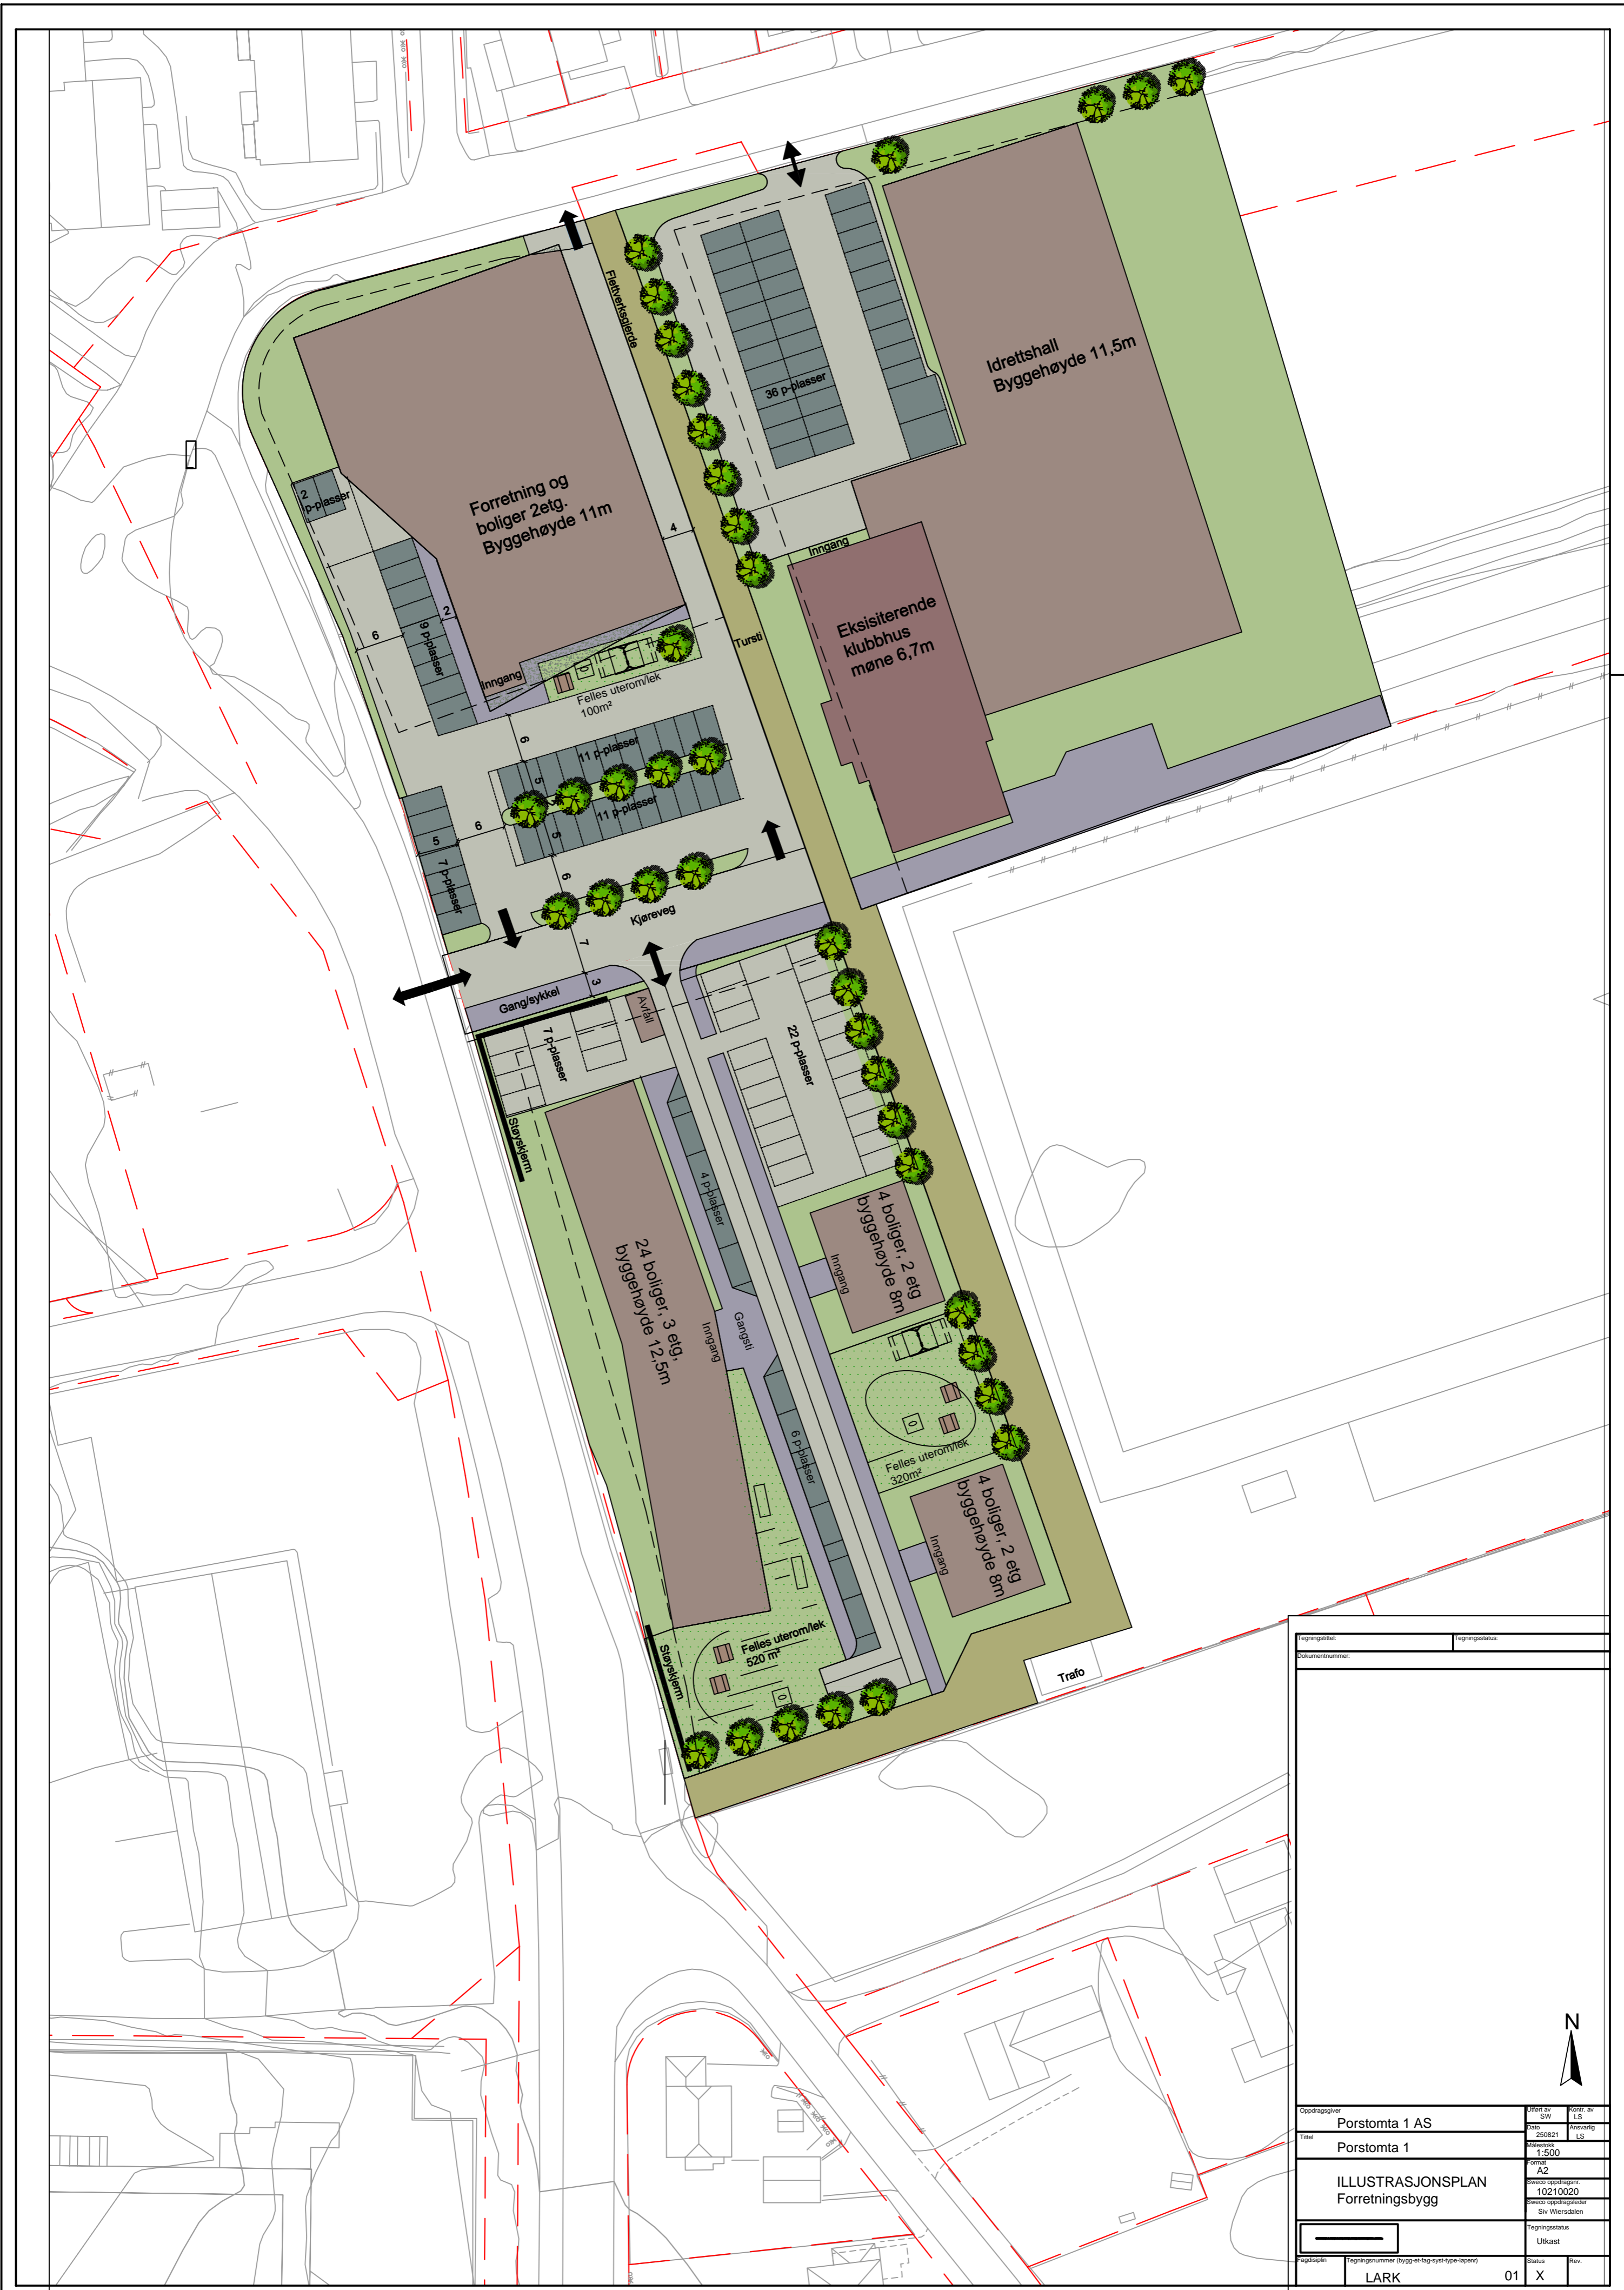 Flettverksgjerde
36 p-plasser
Idrettshall
Byggehøyde 11,5m
Forretning og
boliger 2etg.
Byggehøyde 11m
2
p-plasser
4
Inngang
Eksisiterende
klubbhus
møne 6,7m
6
2
9 p-plasser
Tursti
Inngang
Felles uterom/lek
100m²
6
11 p-plasser
5
11 p-plasser
5
6
5
7 p-plasser
6
Kjøreveg
7
3
Gang/sykkel
Avfall
7 p-plasser
22 p-plasser
Støyskjerm
4 p-plasser
4 boliger, 2 etg
byggehøyde 8m
Inngang
24 boliger, 3 etg,
byggehøyde 12,5m
Inngang
Gangsti
6 p-plasser
Felles uterom/lek
320m²
4 boliger, 2 etg
byggehøyde 8m
Inngang
Felles uterom/lek
520 m²
Støyskjerm
Trafo
Tegningstittel:
Tegningsstatus:
Dokumentnummer:
N
Oppdragsgiver
Porstomta 1 AS
Utført av
SW
Kontr. av
LS
Dato
250821
Ansvarlig
LS
Tittel
Porstomta 1
Målestokk
1:500
Format
A2
ILLUSTRASJONSPLAN
Forretningsbygg
Sweco oppdragsnr.
10210020
Sweco oppdragsleder
Siv Wiersdalen
Tegningsstatus
Utkast
Fagdisiplin
Tegningsnummer (bygg-et-fag-syst-type-løpenr)
LARK 01
Status
X
Rev.